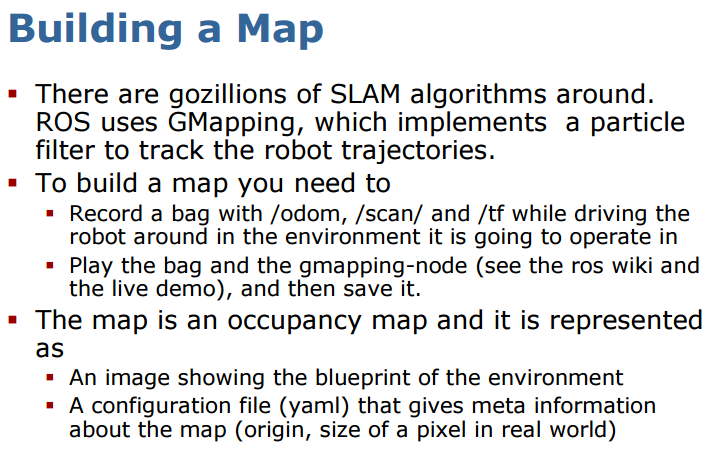 Building a Map
▪ There are gozillions of SLAM algorithms around.
ROS uses GMapping, which implements  a particle
filter to track the robot trajectories.
▪ To build a map you need to
▪ Record a bag with /odom, /scan/ and /tf while driving the
robot around in the environment it is going to operate in
▪ Play the bag and the gmapping-node (see the ros wiki and
the live demo), and then save it.
▪ The map is an occupancy map and it is represented
as
▪ An image showing the blueprint of the environment
▪ A configuration file (yaml) that gives meta information
about the map (origin, size of a pixel in real world)